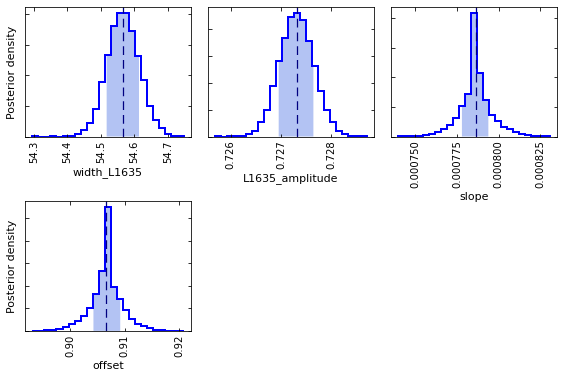 Posterior density
54.3 54.4 54.5 54.6 54.7
width_L1635
0.726 0.727 0.728
L1635_amplitude
0.000750 0.000775 0.000800 0.000825
slope
Posterior density
0.90 0.91 0.92
offset